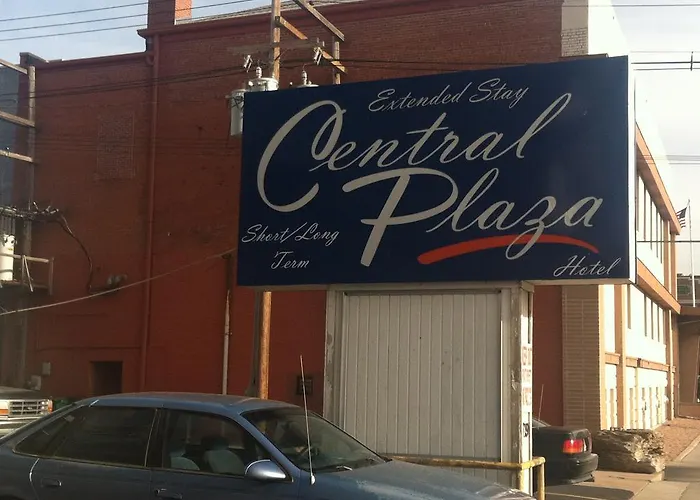 Extended Stay
Central
Plaza
Short/Long
Term
Hotel